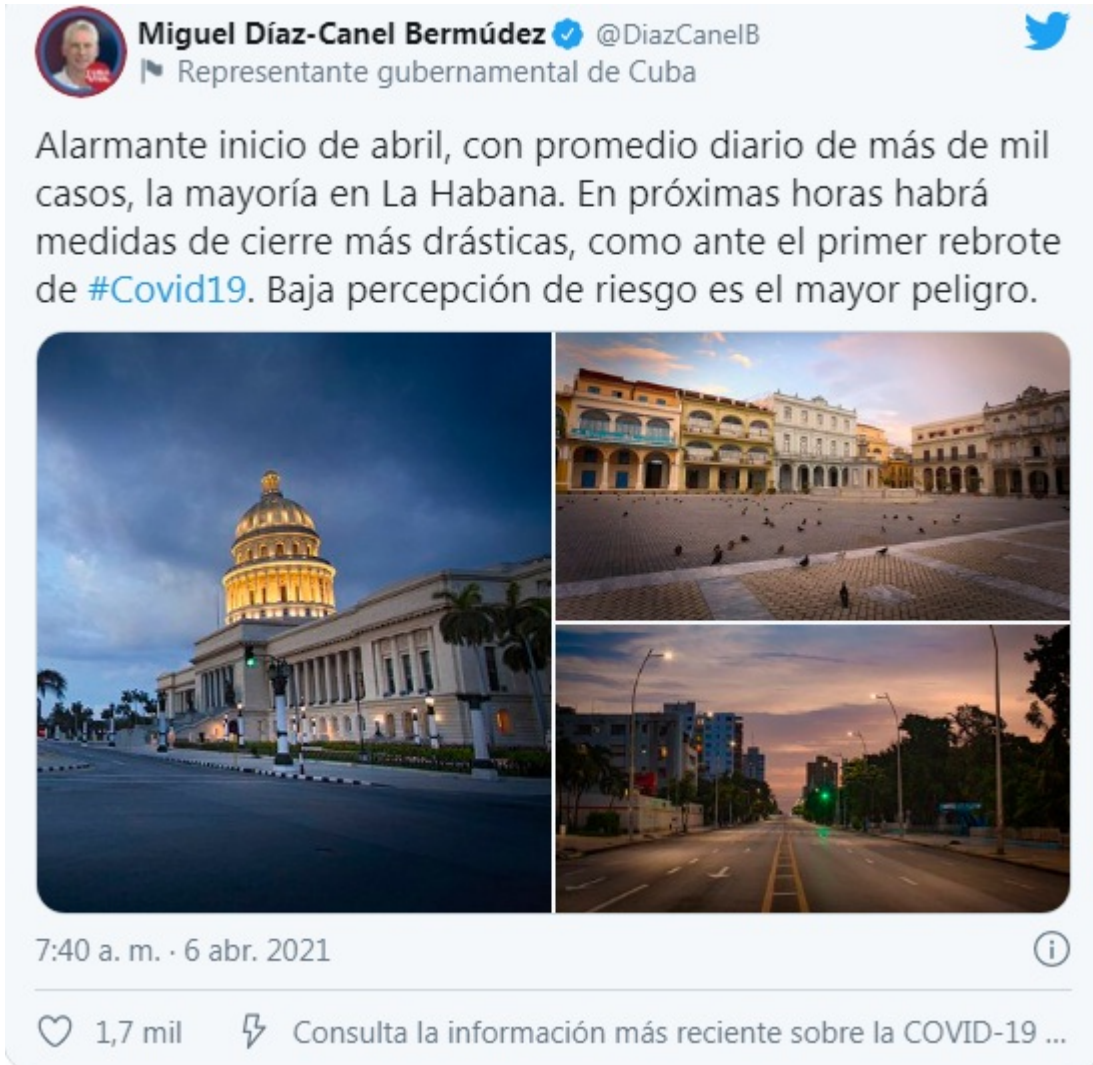 Miguel Díaz-Canel Bermúdez @DiazCanelB
Representante gubernamental de Cuba
Alarmante inicio de abril, con promedio diario de más de mil
casos, la mayoría en La Habana. En próximas horas habrá
medidas de cierre más drásticas, como ante el primer rebrote
de #Covid19. Baja percepción de riesgo es el mayor peligro.
7:40 a. m. · 6 abr. 2021
1,7 mil Consulta la información más reciente sobre la COVID-19 ...